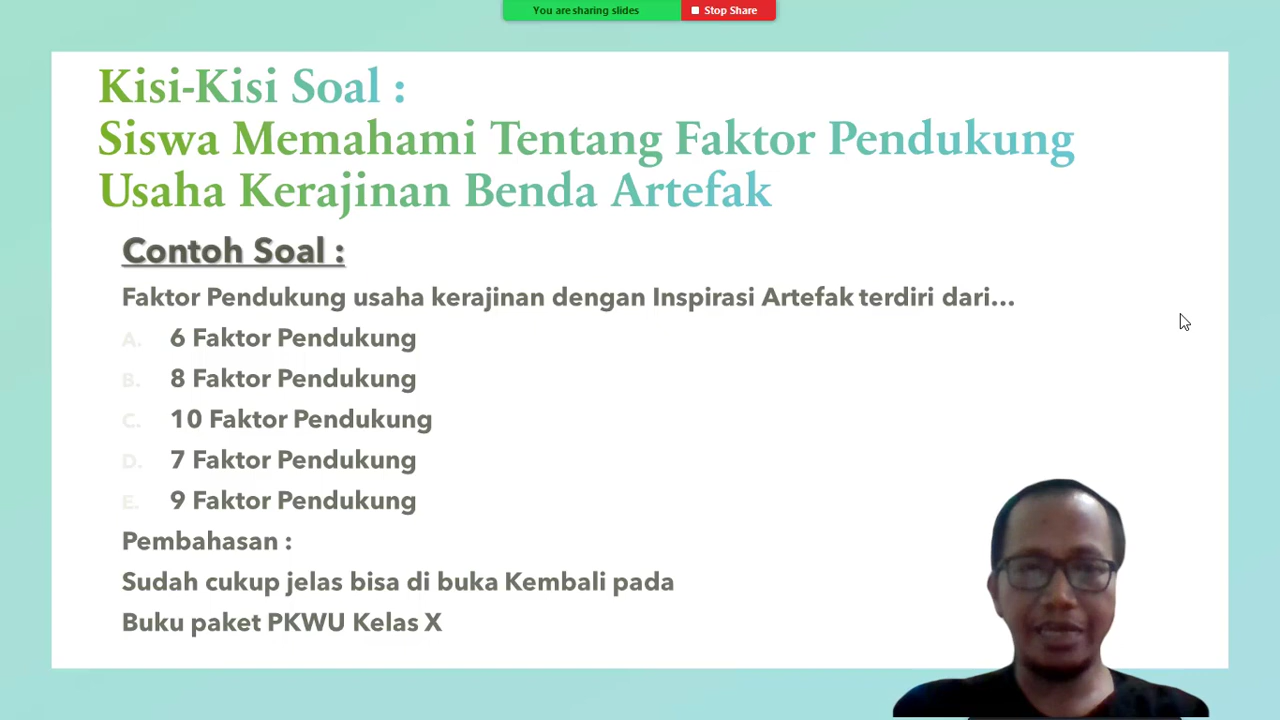 You are sharing slides Stop Share
Kisi-Kisi Soal :
Siswa Memahami Tentang Faktor Pendukung
Usaha Kerajinan Benda Artefak
Contoh Soal :
Faktor Pendukung usaha kerajinan dengan Inspirasi Artefak terdiri dari...
A. 6 Faktor Pendukung
B. 8 Faktor Pendukung
C. 10 Faktor Pendukung
D. 7 Faktor Pendukung
E. 9 Faktor Pendukung
Pembahasan :
Sudah cukup jelas bisa di buka Kembali pada
Buku paket PKWU Kelas X